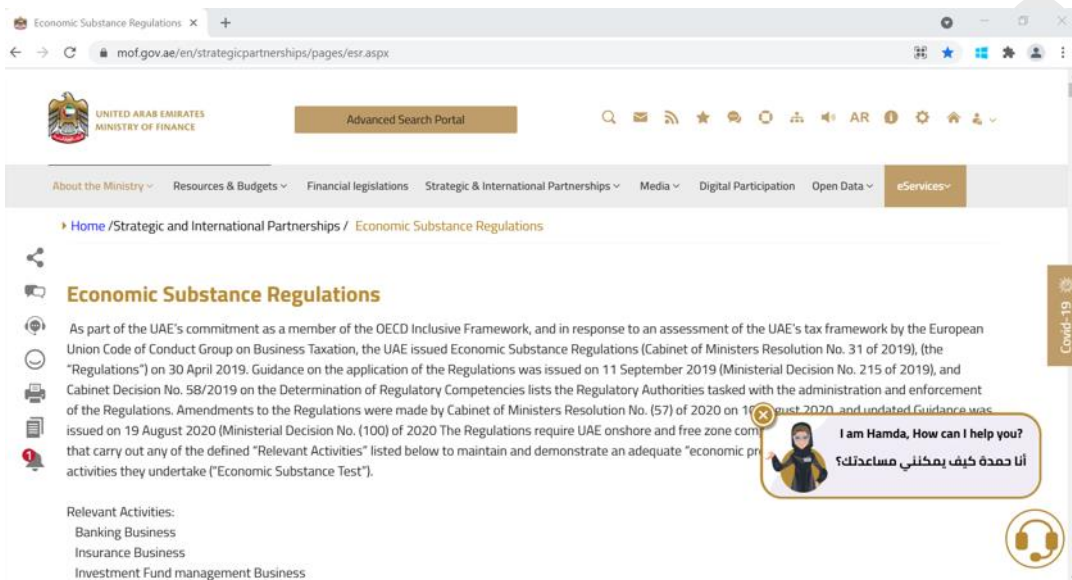 Economic Substance Regulations
mof.gov.ae/en/strategicpartnerships/pages/esr.aspx
UNITED ARAB EMIRATES
MINISTRY OF FINANCE
Advanced Search Portal
AR
About the Ministry Resources & Budgets Financial legislations Strategic & International Partnerships Media Digital Participation Open Data eServices
Home /Strategic and International Partnerships / Economic Substance Regulations
Covid-19
Economic Substance Regulations
As part of the UAE's commitment as a member of the OECD Inclusive Framework, and in response to an assessment of the UAE's tax framework by the European
Union Code of Conduct Group on Business Taxation, the UAE issued Economic Substance Regulations (Cabinet of Ministers Resolution No. 31 of 2019), (the
"Regulations") on 30 April 2019. Guidance on the application of the Regulations was issued on 11 September 2019 (Ministerial Decision No. 215 of 2019), and
Cabinet Decision No. 58/2019 on the Determination of Regulatory Competencies lists the Regulatory Authorities tasked with the administration and enforcement
of the Regulations. Amendments to the Regulations were made by Cabinet of Ministers Resolution No. (57) of 2020 on 2020, and updated Guidance was
issued on 19 August 2020 (Ministerial Decision No. (100) of 2020 The Regulations require UAE onshore and free zone
that carry out any of the defined "Relevant Activities" listed below to maintain and demonstrate an adequate "economic
activities they undertake ("Economic Substance Test").
1
I am Hamda, How can I help you?
أنا حمدة كيف يمكنني مساعدتك؟
Relevant Activities:
Banking Business
Insurance Business
Investment Fund management Business